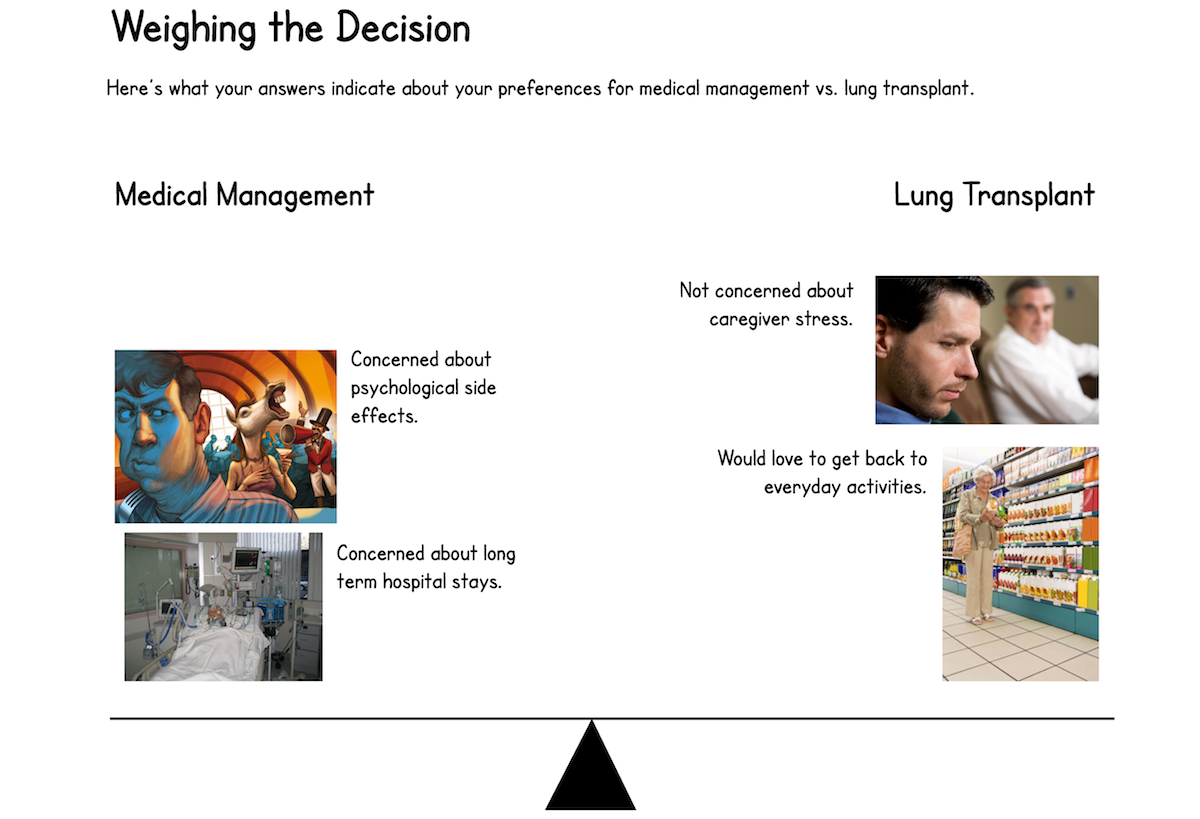 Weighing the Decision
Here's what your answers indicate about your preferences for medical management vs. lung transplant.
Medical Management
Lung Transplant
Not concerned about
caregiver stress.
Concerned about
psychological side
effects.
Would love to get back to
everyday activities.
Concerned about long
term hospital stays.